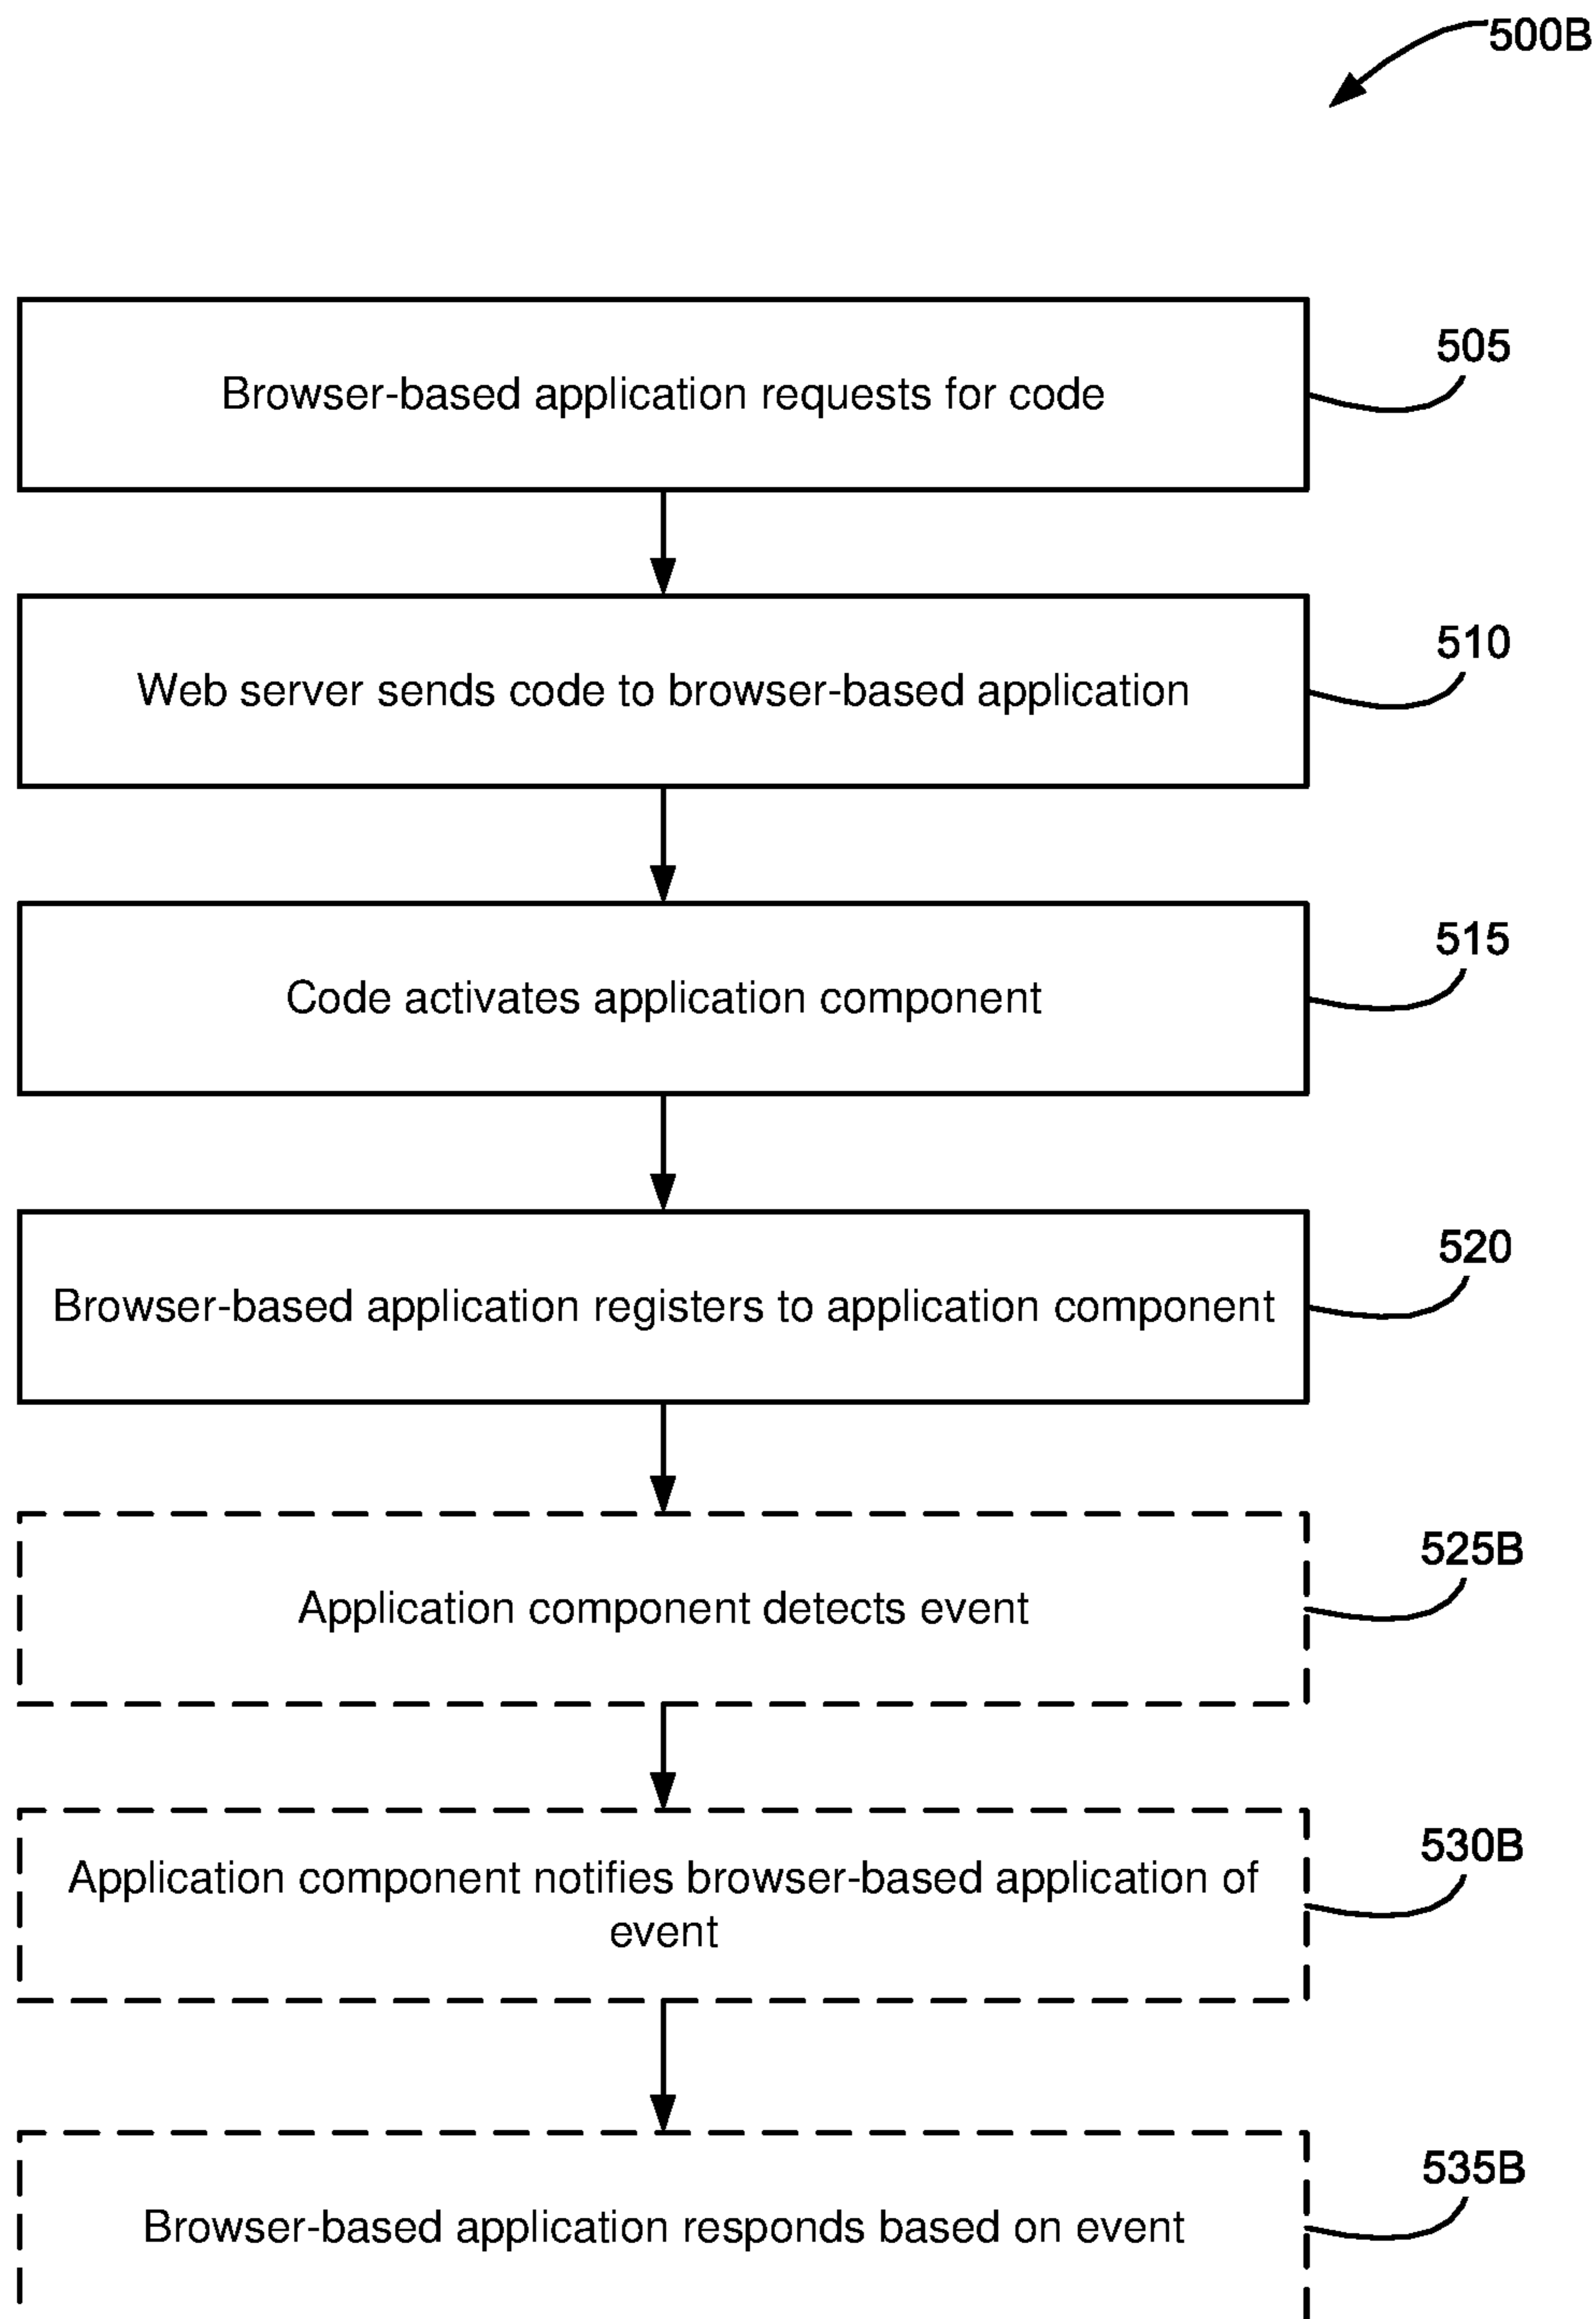 500B
Browser-based application requests for code
505
Web server sends code to browser-based application
510
Code activates application component
515
Browser-based application registers to application component
520
Application component detects event
525B
Application component notifies browser-based application of
event
530B
Browser-based application responds based on event
535B